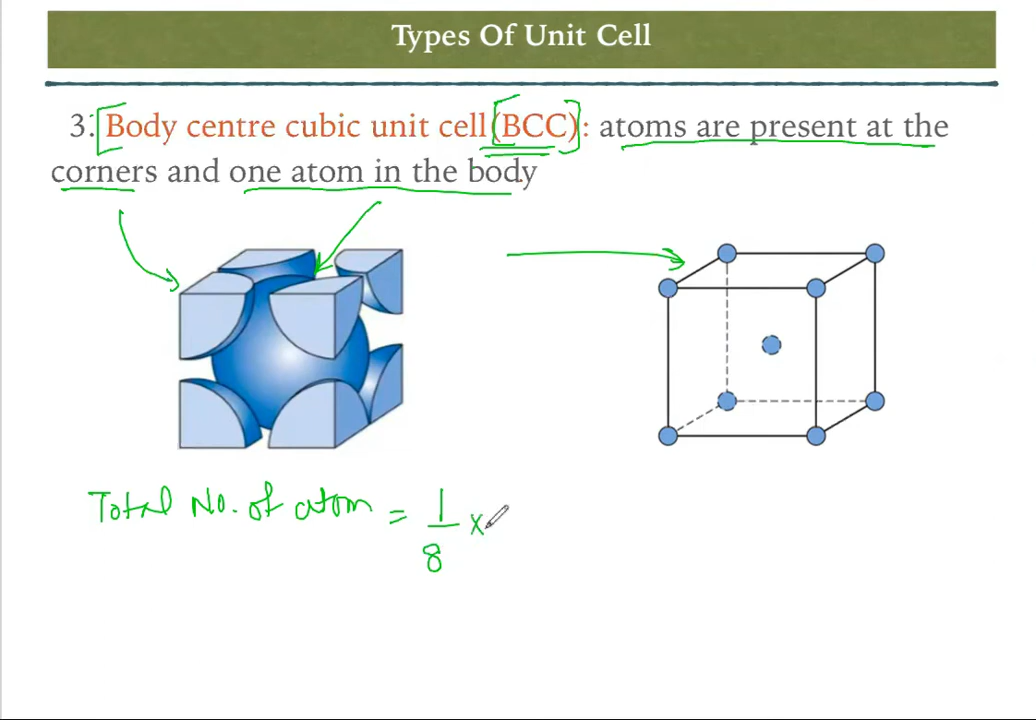 Types Of Unit Cell
3. [Body centre cubic unit cell [(BCC)]: atoms are present at the
corners and one atom in the body
Total No. of atom = 1/8 x